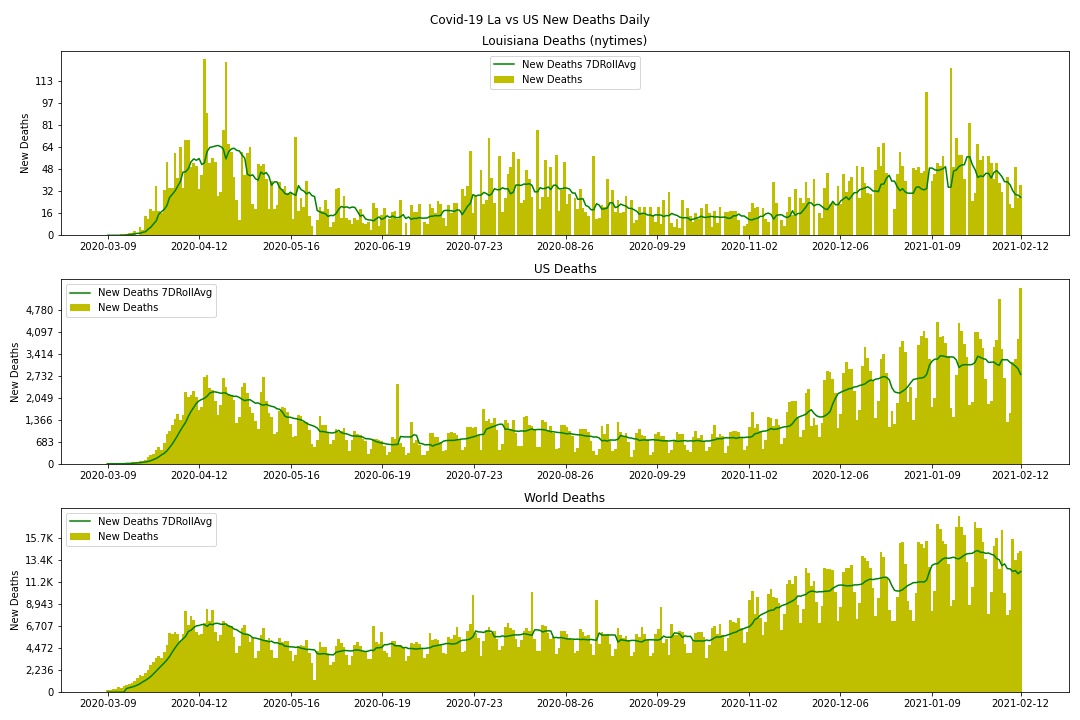 Covid-19 La vs US New Deaths Daily
Louisiana Deaths (nytimes)
New Deaths 7DRollAvg
New Deaths
New Deaths
113
97
81
64
48
32
16
0
2020-03-09 2020-04-12 2020-05-16 2020-06-19 2020-07-23 2020-08-26 2020-09-29 2020-11-02 2020-12-06 2021-01-09 2021-02-12
US Deaths
New Deaths 7DRollAvg
New Deaths
New Deaths
4,780
4,097
3,414
2,732
2,049
1,366
683
0
2020-03-09 2020-04-12 2020-05-16 2020-06-19 2020-07-23 2020-08-26 2020-09-29 2020-11-02 2020-12-06 2021-01-09 2021-02-12
World Deaths
New Deaths 7DRollAvg
New Deaths
New Deaths
15.7K
13.4K
11.2K
8,943
6,707
4,472
2,236
0
2020-03-09 2020-04-12 2020-05-16 2020-06-19 2020-07-23 2020-08-26 2020-09-29 2020-11-02 2020-12-06 2021-01-09 2021-02-12